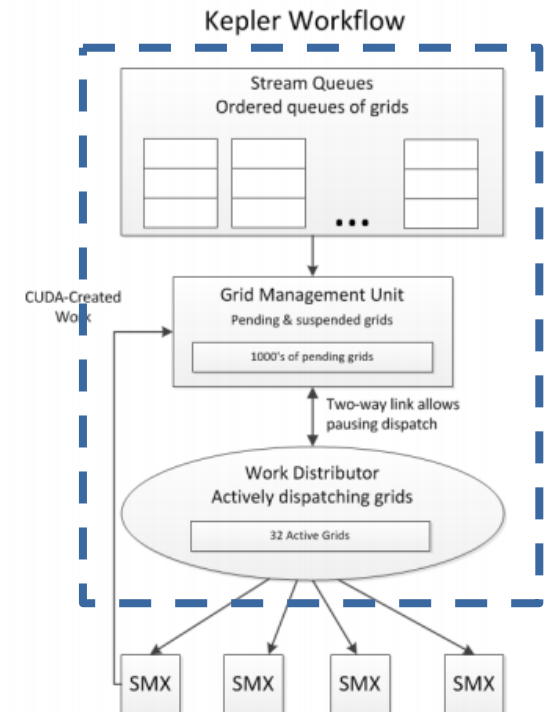 Kepler Workflow
Stream Queues
Ordered queues of grids
...
CUDA-Created
Work
Grid Management Unit
Pending & suspended grids
1000's of pending grids
Two-way link allows
pausing dispatch
Work Distributor
Actively dispatching grids
32 Active Grids
SMX
SMX
SMX
SMX